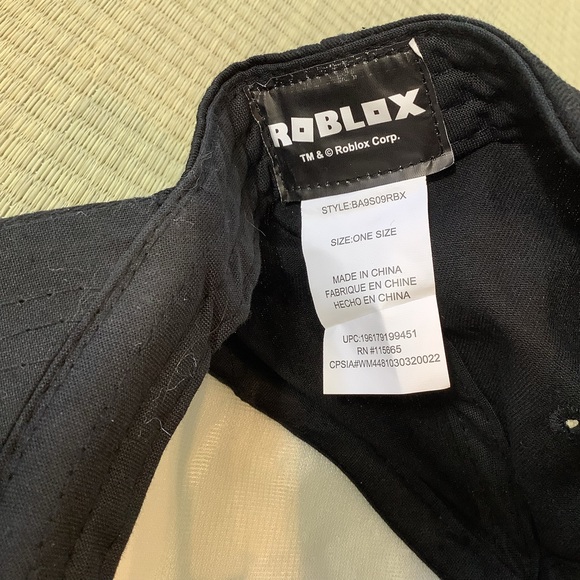 ROBLOX
TM & © Roblox Corp.
STYLE:BA9S09RBX
SIZE:ONE SIZE
MADE IN CHINA
FABRIQUE EN CHINE
HECHO EN CHINA
UPC:196179199451
RN #115665
CPSIA#WM4481030320022